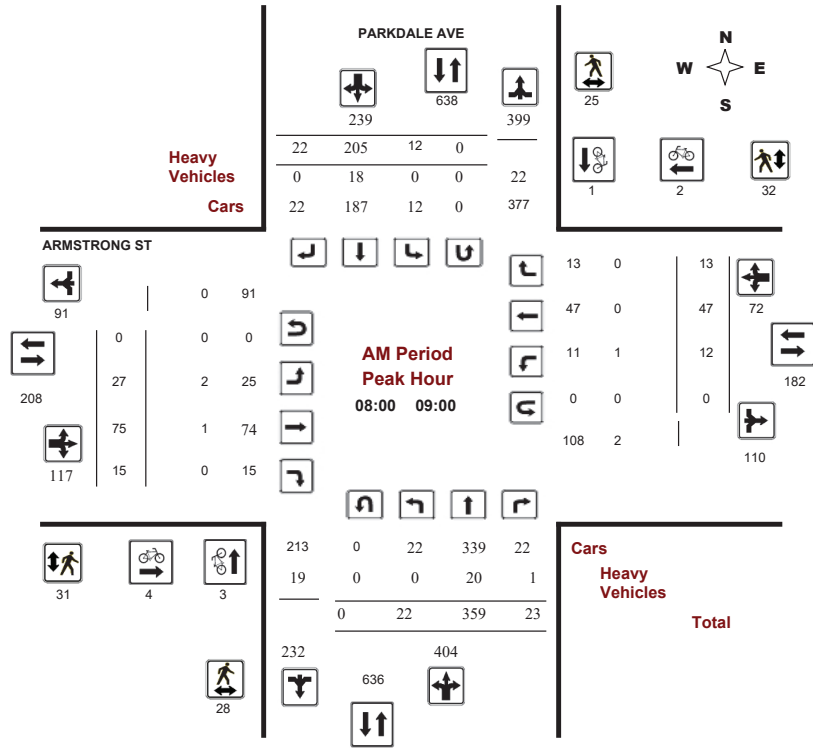 PARKDALE AVE
N
W E
S
638
25
239 399
22 205 12 0
Heavy
Vehicles
0 18 0 0 22
1 2 32
Cars 22 187 12 0 377
ARMSTRONG ST
13 0 13
91 0 91
47 0 47 72
0 0 0
AM Period
11 1 12
27 2 25
Peak Hour
182
208
08:00 09:00
0 0 0
75 1 74
108 2
110
117 15 0 15
213 0 22 339 22 Cars
19 0 0 20 1 Heavy
Vehicles
31 4 3
0 22 359 23
Total
232 404
636
28